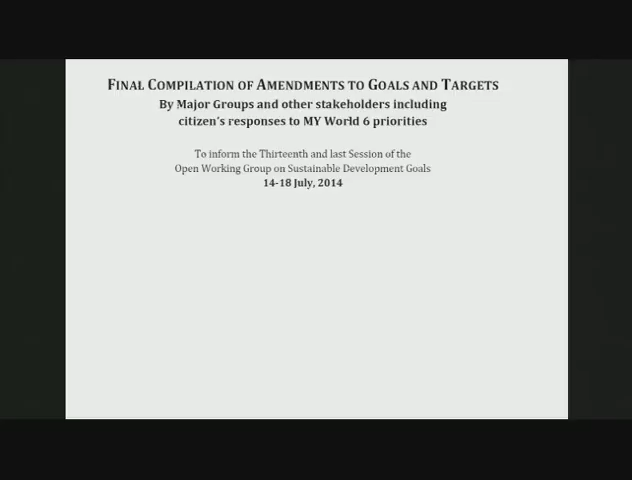 FINAL COMPILATION OF AMENDMENTS TO GOALS AND TARGETS
By Major Groups and other stakeholders including
citizen's responses to MY World 6 priorities
To inform the Thirteenth and last Session of the
Open Working Group on Sustainable Development Goals
14-18 July, 2014